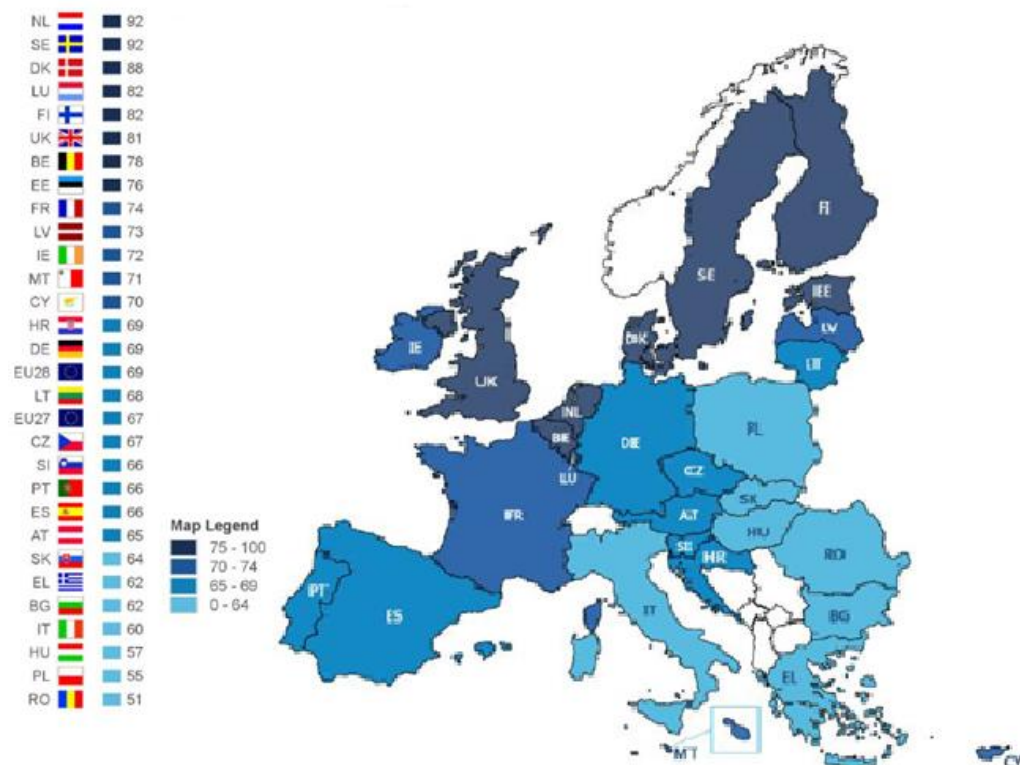 NL 92
SE 92
DK 88
LU 82
FI 82
UK 81
BE 78
EE 76
FR 74
LV 73
IE 72
MT 71
CY 70
HR 69
DE 69
EU28 69
LT 68
EU27 67
CZ 67
SI 66
PT 66
ES 66
AT 65
SK 64
EL 62
BG 62
IT 60
HU 57
PL 55
RO 51
Map Legend
75 - 100
70 - 74
65 - 69
0 - 64
FI
SE
EE
LV
LT
DK
IE
UK
NL
BE
LU
DE
PL
CZ
SK
AT
HU
FR
SI
HR
RO
BG
IT
PT
ES
EL
MT
CY